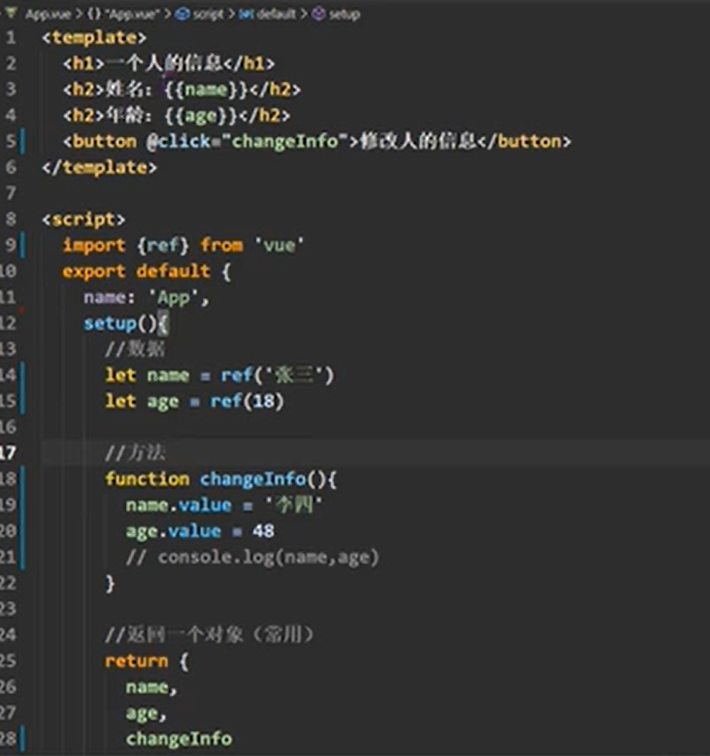 App.vue > {} "App.vue" > script > default > setup
1 <template>
2 <h1>一个人的信息</h1>
3 <h2>姓名：{{name}}</h2>
4 <h2>年龄：{{age}}</h2>
5 <button @click="changeInfo">修改人的信息</button>
6 </template>
7
8 <script>
9 import {ref} from 'vue'
10 export default {
11 name: 'App',
12 setup(){
13 //数据
14 let name = ref('张三')
15 let age = ref(18)
16
17 //方法
18 function changeInfo(){
19 name.value = '李四'
20 age.value = 48
21 // console.log(name,age)
22 }
23
24 //返回一个对象（常用）
25 return {
26 name,
27 age,
28 changeInfo